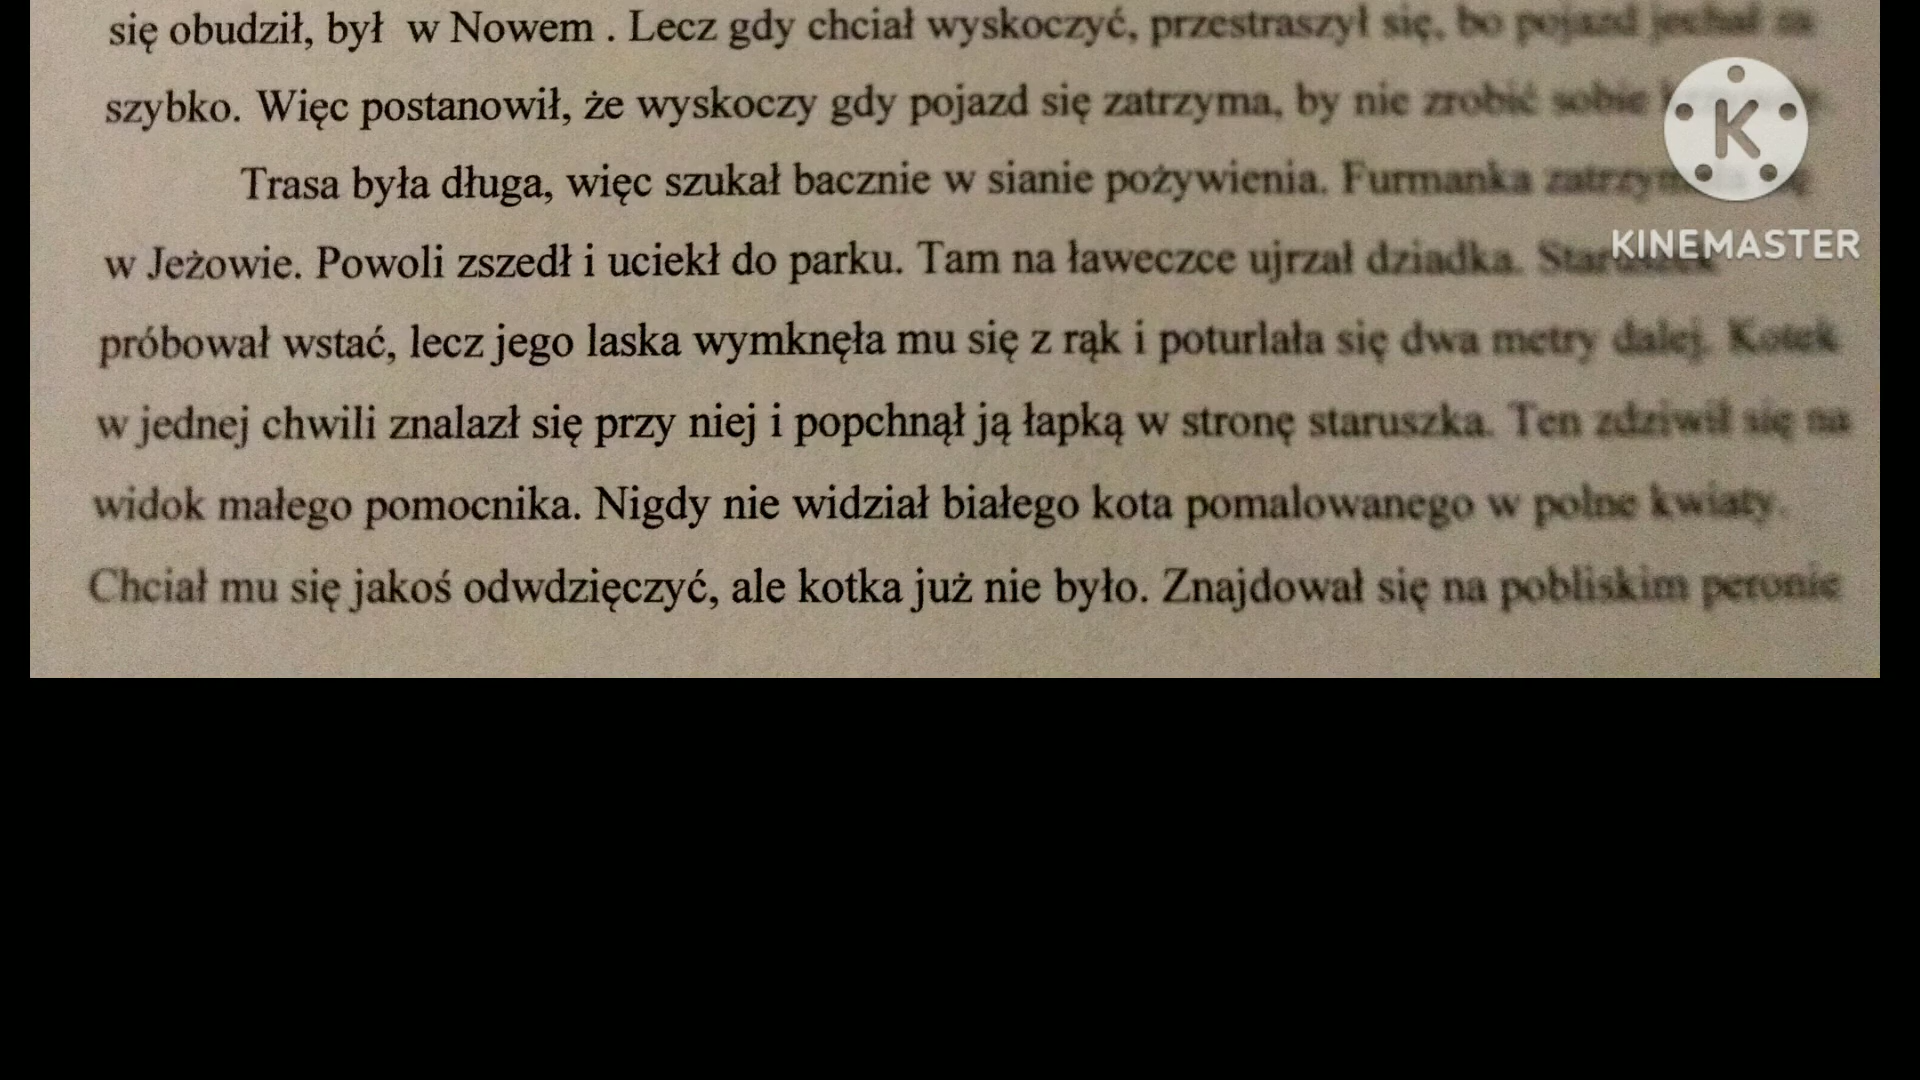 się obudził, był w Nowem . Lecz gdy chciał wyskoczyć, przestraszył się, bo pojazd jechał za
szybko. Więc postanowił, że wyskoczy gdy pojazd się zatrzyma, by nie zrobić sobie
Trasa była długa, więc szukał bacznie w sianie pożywienia. Furmanka zatrzymała się
w Jeżowie. Powoli zszedł i uciekł do parku. Tam na ławeczce ujrzał dziadka. Staruszek
próbował wstać, lecz jego laska wymknęła mu się z rąk i poturlała się dwa metry dalej. Kotek
w jednej chwili znalazł się przy niej i popchnął ją łapką w stronę staruszka. Ten zdziwił się na
widok małego pomocnika. Nigdy nie widział białego kota pomalowanego w polne kwiaty.
Chciał mu się jakoś odwdzięczyć, ale kotka już nie było. Znajdował się na pobliskim peronie
K
KINEMASTER